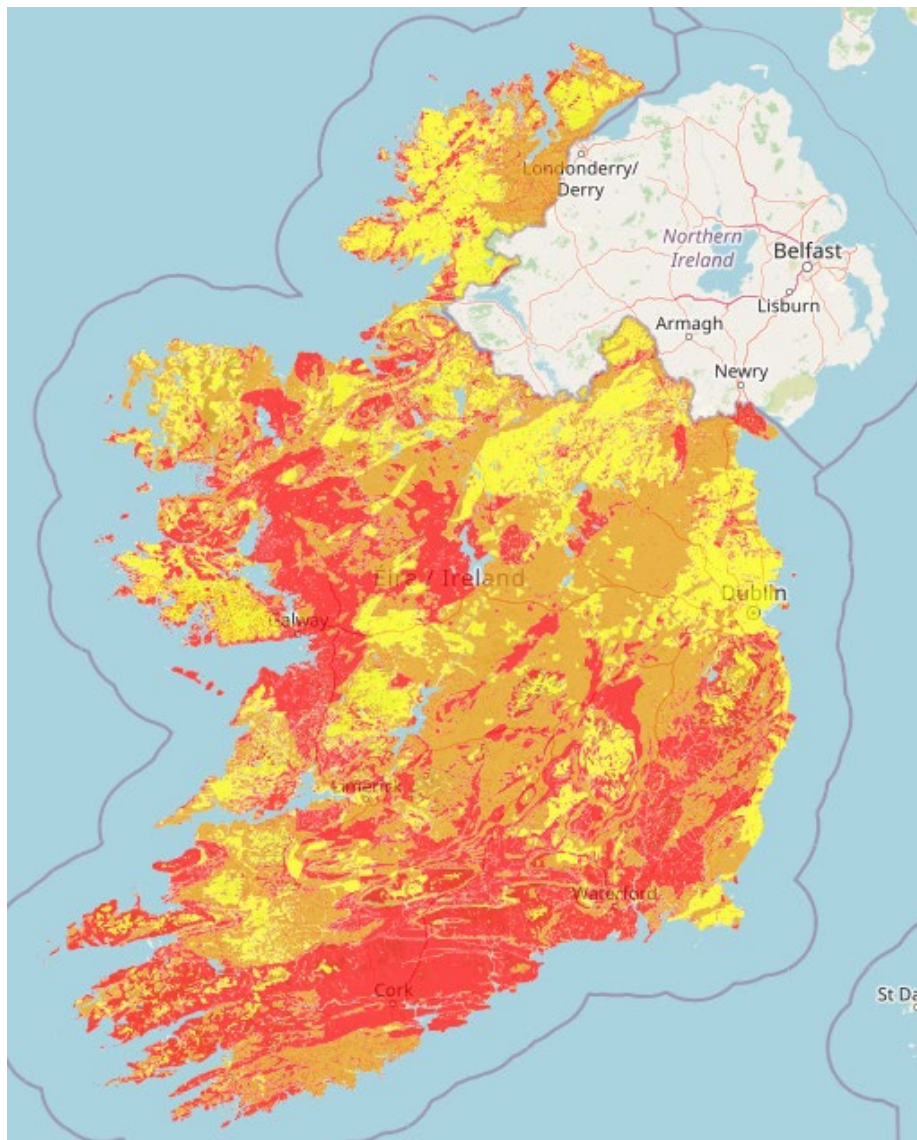 Londonderry/
Derry
Northern
Ireland
Belfast
Lisburn
Armagh
Newry
Éire / Ireland
Dublin
Galway
Limerick
Waterford
Cork
St Da